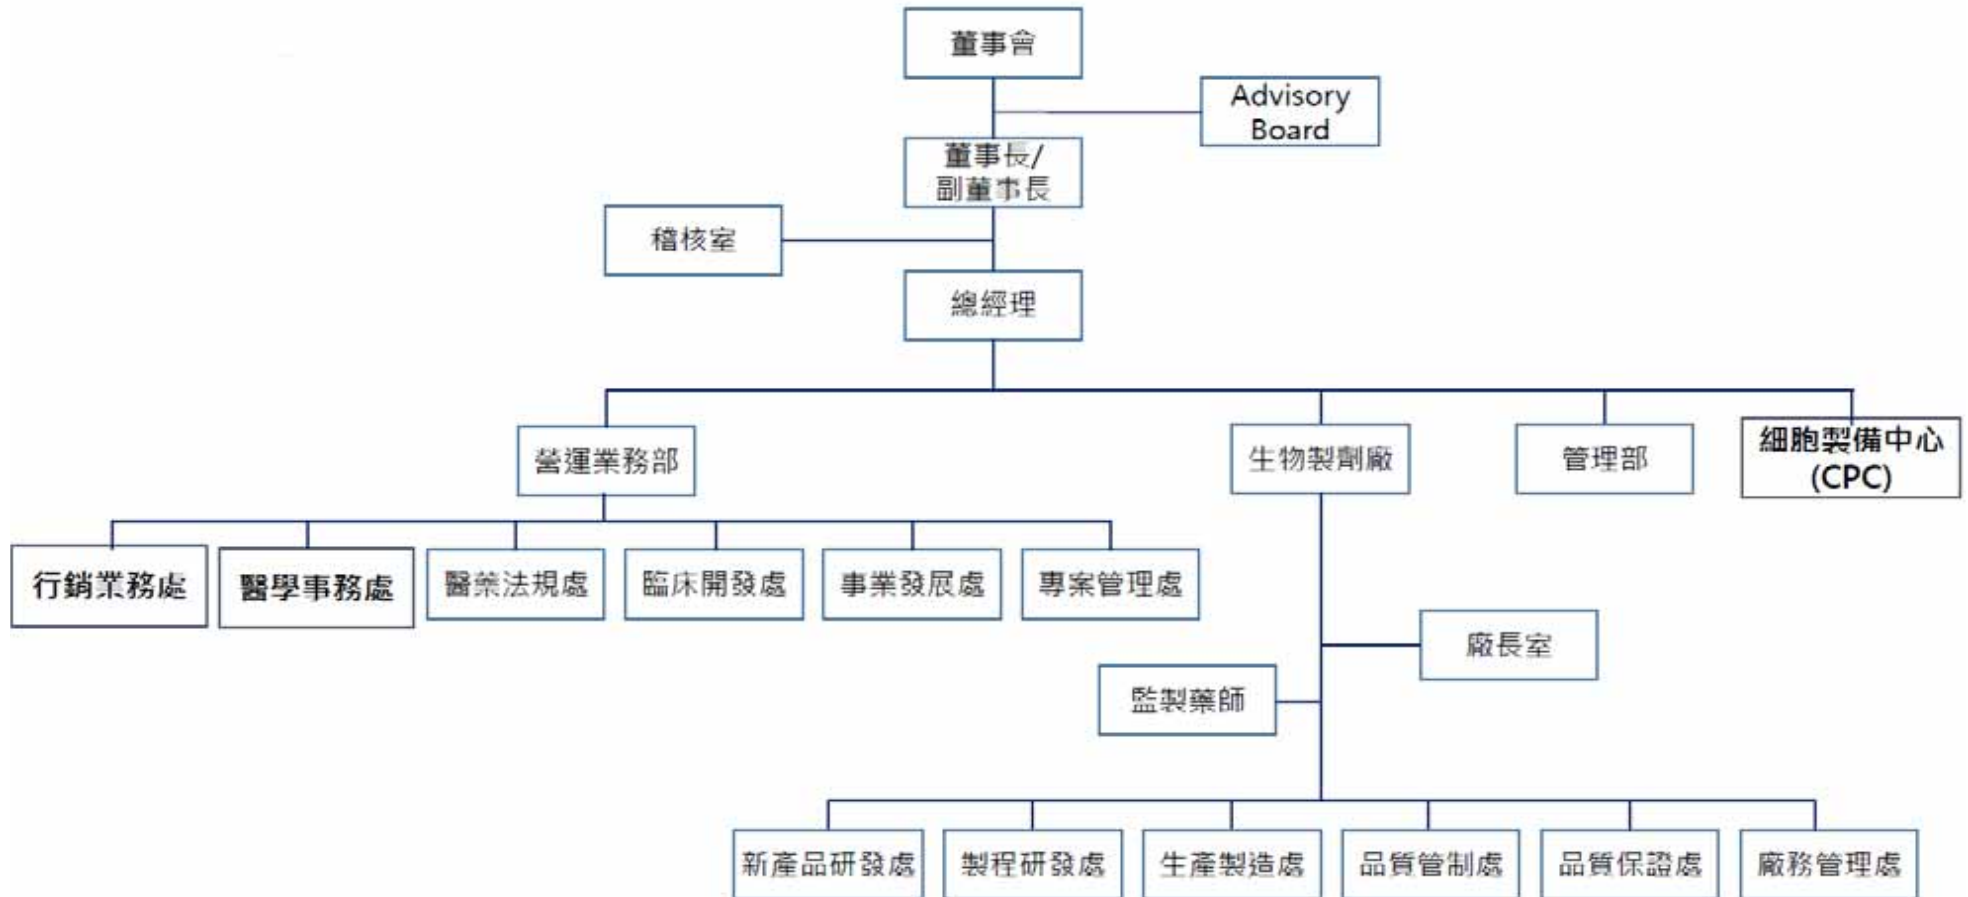 董事會
Advisory
Board
董事長/
副董事長
稽核室
總經理
營運業務部
生物製劑廠
管理部
細胞製備中心
(CPC)
行銷業務處
醫學事務處
醫藥法規處
臨床開發處
事業發展處
專案管理處
廠長室
監製藥師
新產品研發處
製程研發處
生產製造處
品質管制處
品質保證處
廠務管理處